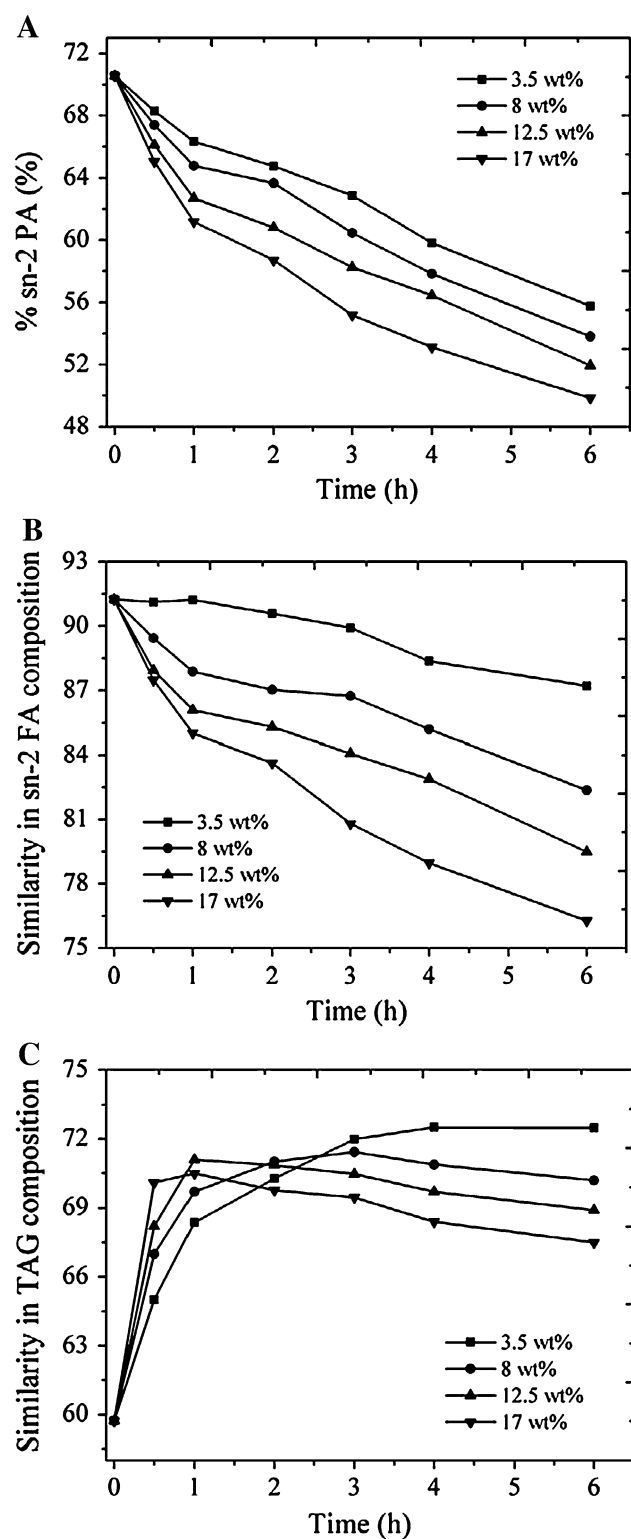 A
% sn-2 PA (%)
72
68
64
60
56
52
48
3.5 wt%
8 wt%
12.5 wt%
17 wt%
0 1 2 3 4 5 6
Time (h)
B
Similarity in sn-2 FA composition
93
90
87
84
81
78
75
3.5 wt%
8 wt%
12.5 wt%
17 wt%
0 1 2 3 4 5 6
Time (h)
C
Similarity in TAG composition
75
72
69
66
63
60
3.5 wt%
8 wt%
12.5 wt%
17 wt%
0 1 2 3 4 5 6
Time (h)